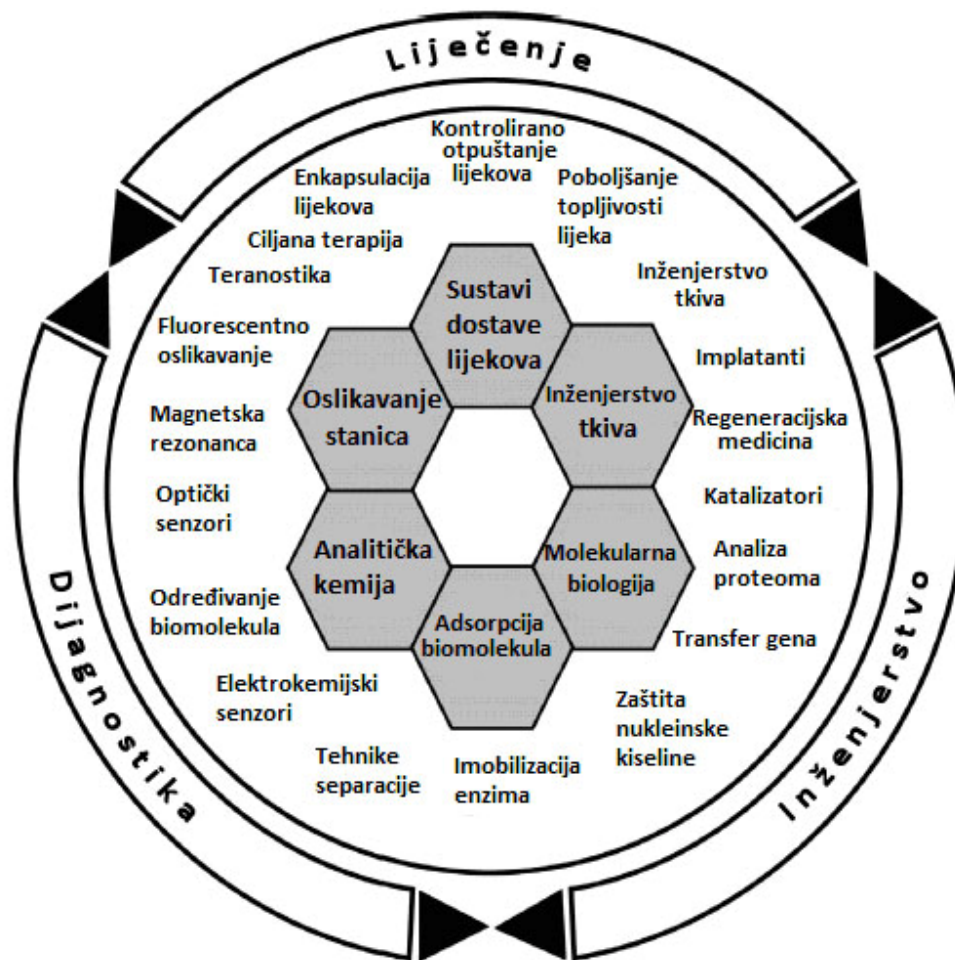 Liječenje
Kontrolirano
otpuštanje
lijekova
Enkapsulacija
lijekova
Poboljšanje
topljivosti
lijeka
Ciljana terapija
Teranostika
Inženjerstvo
tkiva
Sustavi
dostave
lijekova
Fluorescentno
oslikavanje
Implatanti
Oslikavanje
stanica
Inženjerstvo
tkiva
Magnetska
rezonanca
Regeneracijska
medicina
Optički
senzori
Katalizatori
Analitička
kemija
Molekularna
biologija
Analiza
proteoma
Određivanje
biomolekula
Adsorpcija
biomolekula
Transfer gena
Elektrokemijski
senzori
Zaštita
nukleinske
kiseline
Tehnike
separacije
Imobilizacija
enzima
Dijagnostika
Inženjerstvo